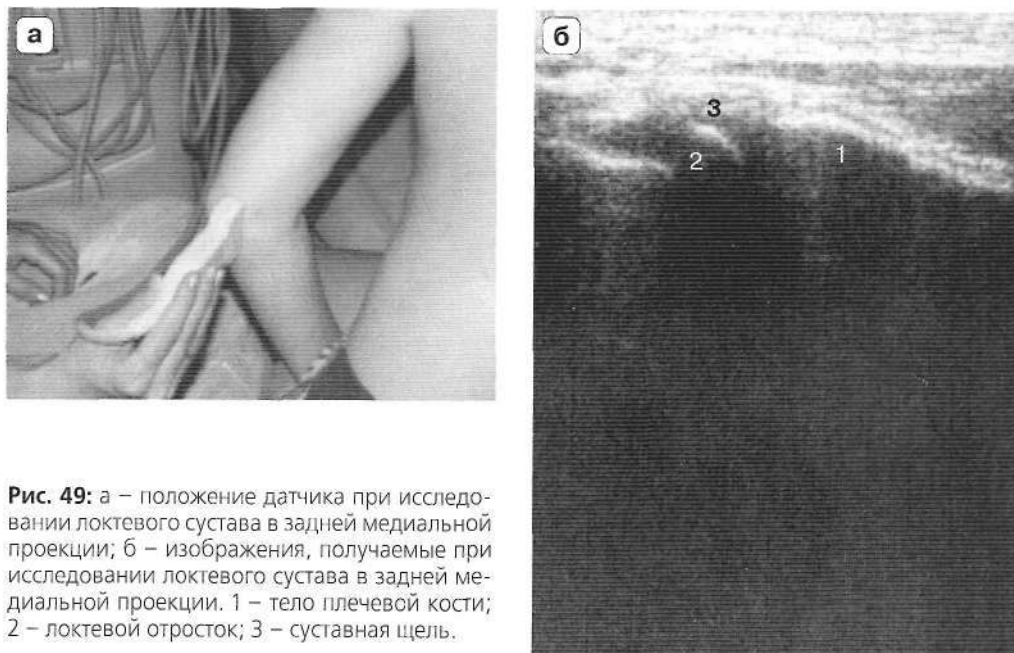 а
б
3
2
1
Рис. 49: а – положение датчика при исследо-
вании локтевого сустава в задней медиальной
проекции; б – изображения, получаемые при
исследовании локтевого сустава в задней ме-
диальной проекции. 1 – тело плечевой кости;
2 – локтевой отросток; 3 – суставная щель.